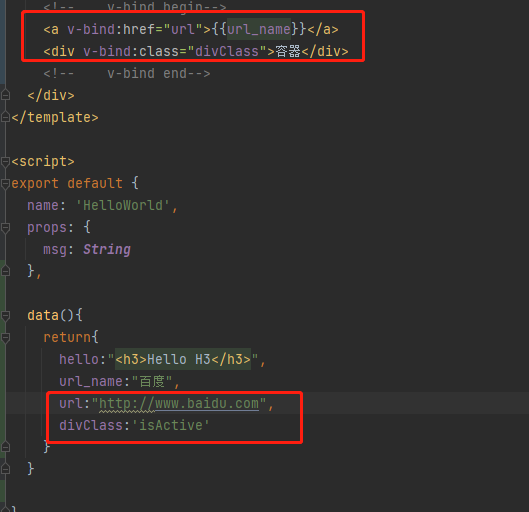 <!--    v-bind begin-->
<a v-bind:href="url">{{url_name}}</a>
<div v-bind:class="divClass">容器</div>
<!--    v-bind end-->
</div>
</template>
<script>
export default {
name: 'HelloWorld',
props: {
msg: String
},
data(){
return{
hello:"<h3>Hello H3</h3>",
url_name:"百度",
url:"http://www.baidu.com",
divClass:'isActive'
}
}
}